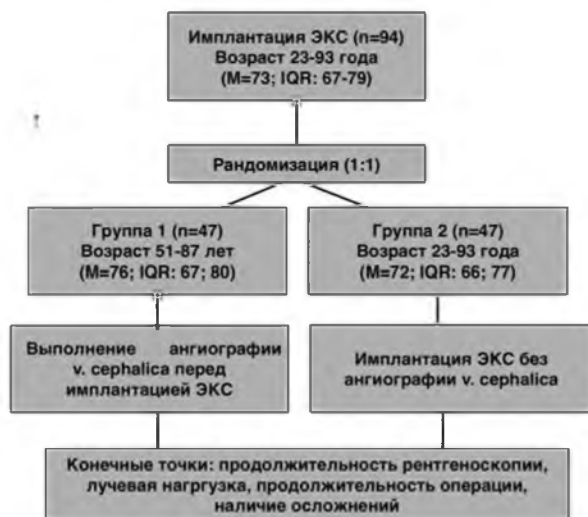 Имплантация ЭКС (n=94)
Возраст 23-93 года
(М=73; IQR: 67-79)
Рандомизация (1:1)
Группа 1 (n=47)
Возраст 51-87 лет
(М=76; IQR: 67; 80)
Группа 2 (n=47)
Возраст 23-93 года
(М=72; IQR: 66; 77)
Выполнение ангиографии
v. cephalica перед
имплантацией ЭКС
Имплантация ЭКС без
ангиографии v. cephalica
Конечные точки: продолжительность рентгеноскопии,
лучевая нагргузка, продолжительность операции,
наличие осложнений